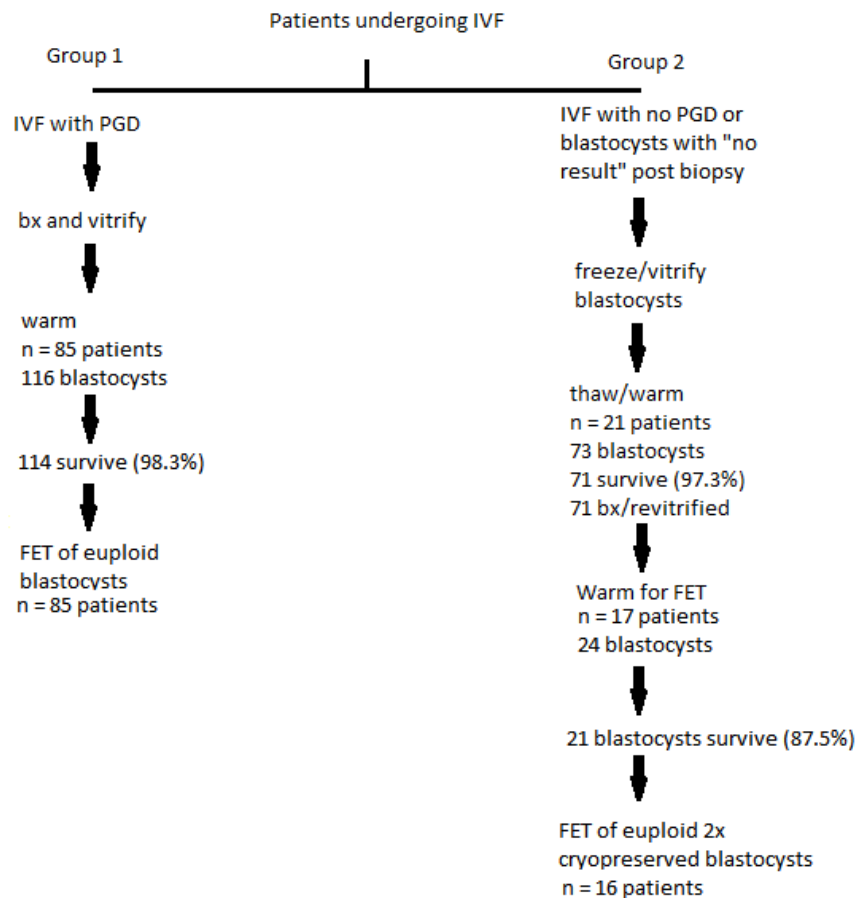 Patients undergoing IVF
Group 1
IVF with PGD
bx and vitrify
warm
n = 85 patients
116 blastocysts
114 survive (98.3%)
FET of euploid
blastocysts
n = 85 patients
Group 2
IVF with no PGD or
blastocysts with "no
result" post biopsy
freeze/vitrify
blastocysts
thaw/warm
n = 21 patients
73 blastocysts
71 survive (97.3%)
71 bx/revitrified
Warm for FET
n = 17 patients
24 blastocysts
21 blastocysts survive (87.5%)
FET of euploid 2x
cryopreserved blastocysts
n = 16 patients